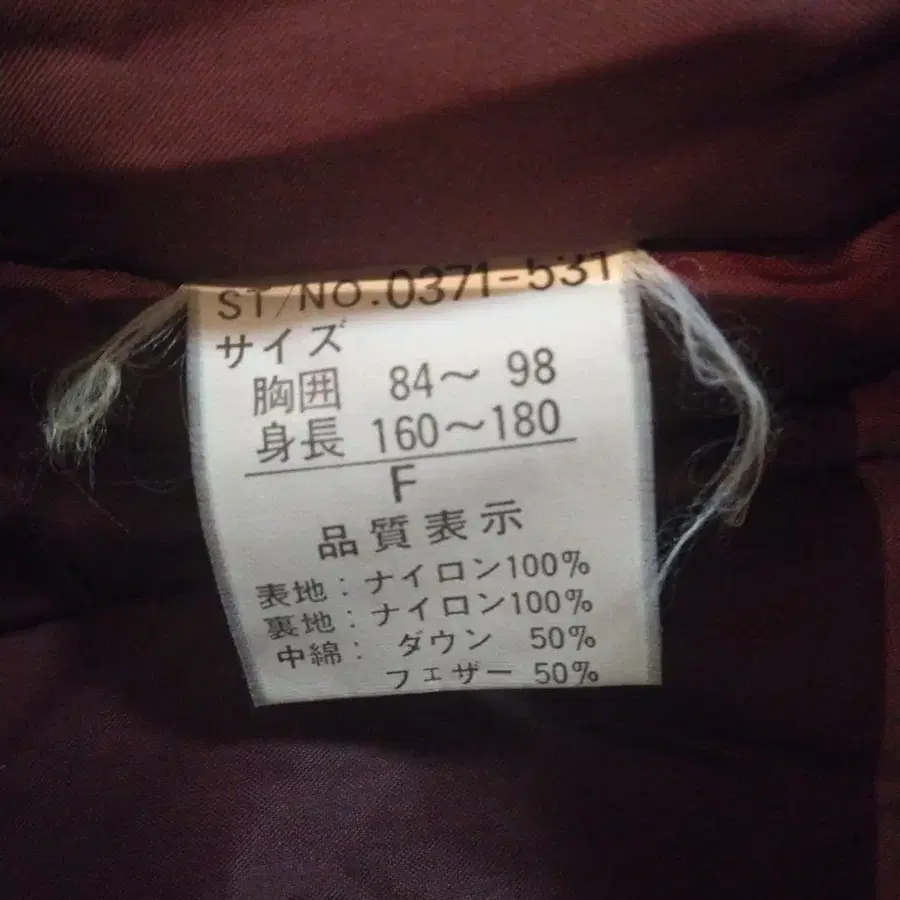 ST/NO.0371-531
サイズ
胸囲 84～ 98
身長 160～180
F
品質表示
表地：ナイロン100%
裏地：ナイロン100%
中綿：ダウン 50%
フェザー 50%